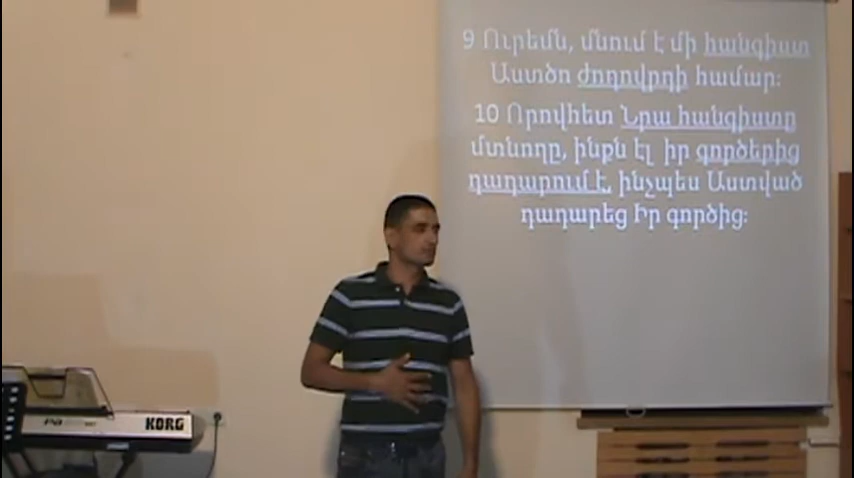 9 Ուրեմն, մնում է մի հանգիստ
Աստծո ժողովրդի համար:
10 Որովհետ Նրա հանգիստը
մտնողը, ինքն էլ իր գործերից
դադարում է, ինչպես Աստված
դադարեց Իր գործից:
KORG